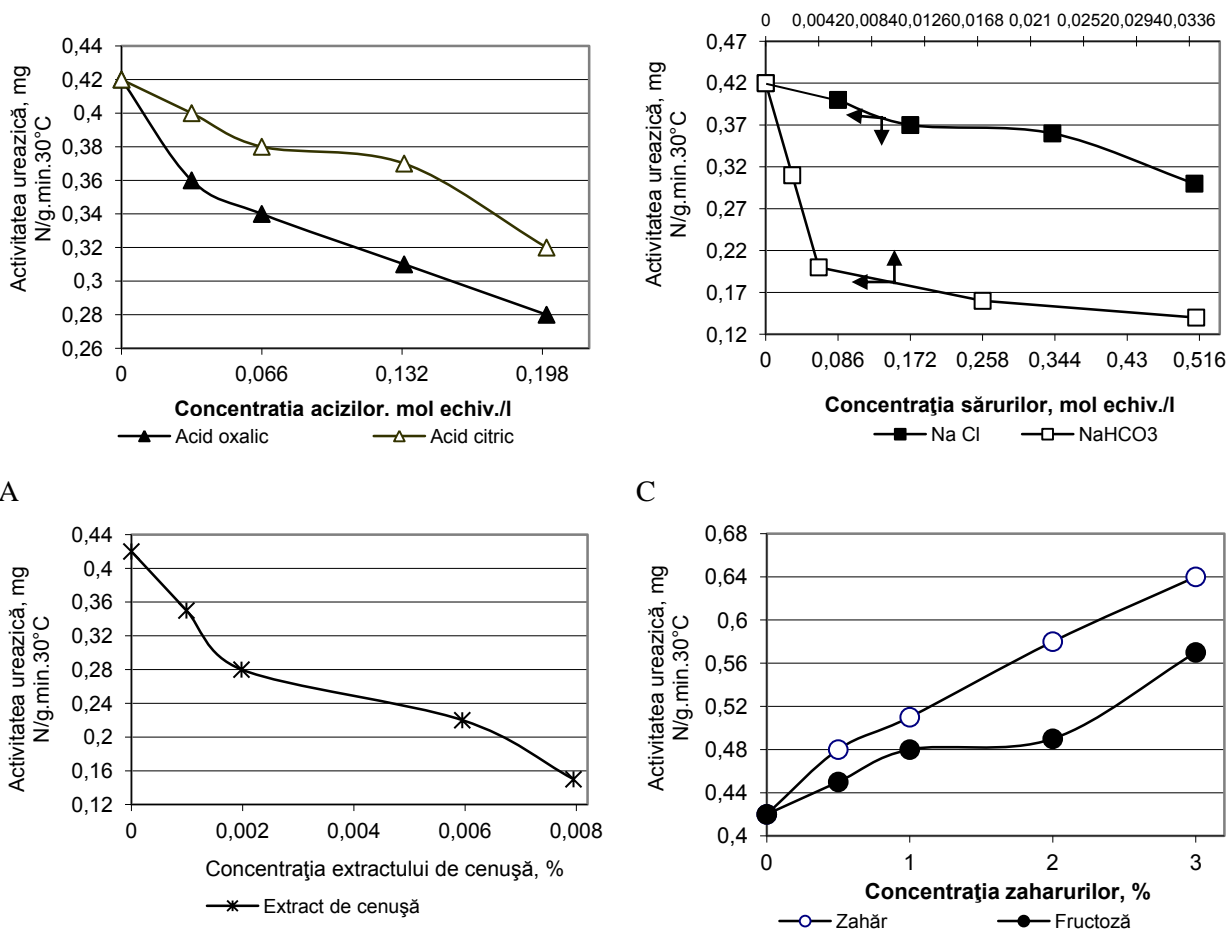 0,44
0,42
0,4
0,38
0,36
0,34
0,32
0,3
0,28
0,26
Activitatea ureazică, mg
N/g.min.30°C
0 0,066 0,132 0,198
Concentratia acizilor. mol echiv./l
Acid oxalic Acid citric
0 0,0042 0,0084 0,0126 0,0168 0,021 0,0252 0,0294 0,0336
0,47
0,42
0,37
0,32
0,27
0,22
0,17
0,12
Activitatea urează, mg
N/g.min.30°C
0 0,086 0,172 0,258 0,344 0,43 0,516
Concentraţia sărurilor, mol echiv./l
Na Cl NaHCO3
A
C
0,44
0,4
0,36
0,32
0,28
0,24
0,2
0,16
0,12
Activitatea ureazică, mg
N/g.min.30°C
0 0,002 0,004 0,006 0,008
Concentraţia extractului de cenuşă, %
Extract de cenuşă
0,68
0,64
0,6
0,56
0,52
0,48
0,44
0,4
Activitatea ureazică, mg
N/g.min.30°C
0 1 2 3
Concentraţia zaharurilor, %
Zahăr Fructoză